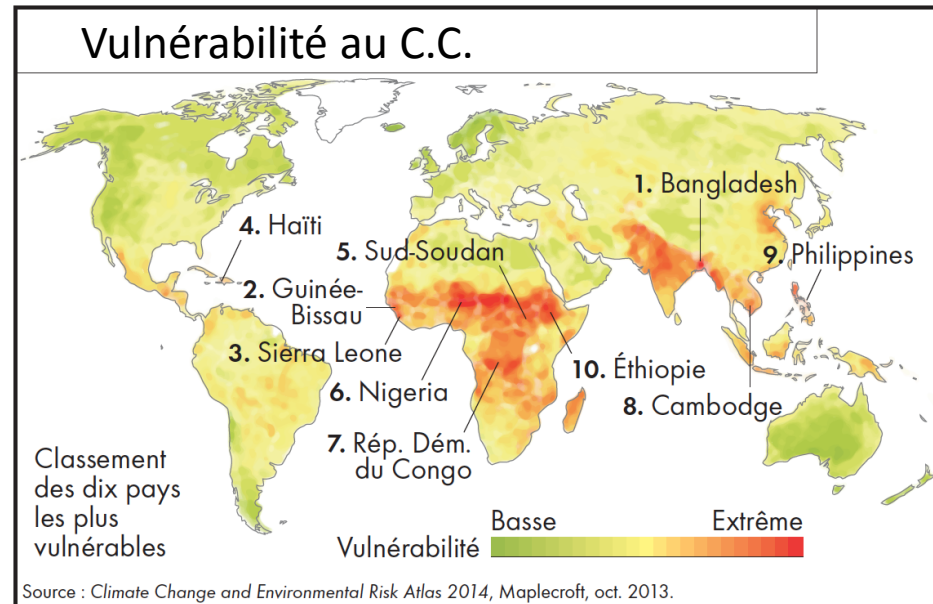 Vulnérabilité au C.C.
1. Bangladesh
4. Haïti
5. Sud-Soudan
9. Philippines
2. Guinée-
Bissau
3. Sierra Leone
10. Éthiopie
6. Nigeria
8. Cambodge
7. Rép. Dém.
du Congo
Classement
des dix pays
les plus
vulnérables
Basse
Extrême
Vulnérabilité
Source : Climate Change and Environmental Risk Atlas 2014, Maplecroft, oct. 2013.